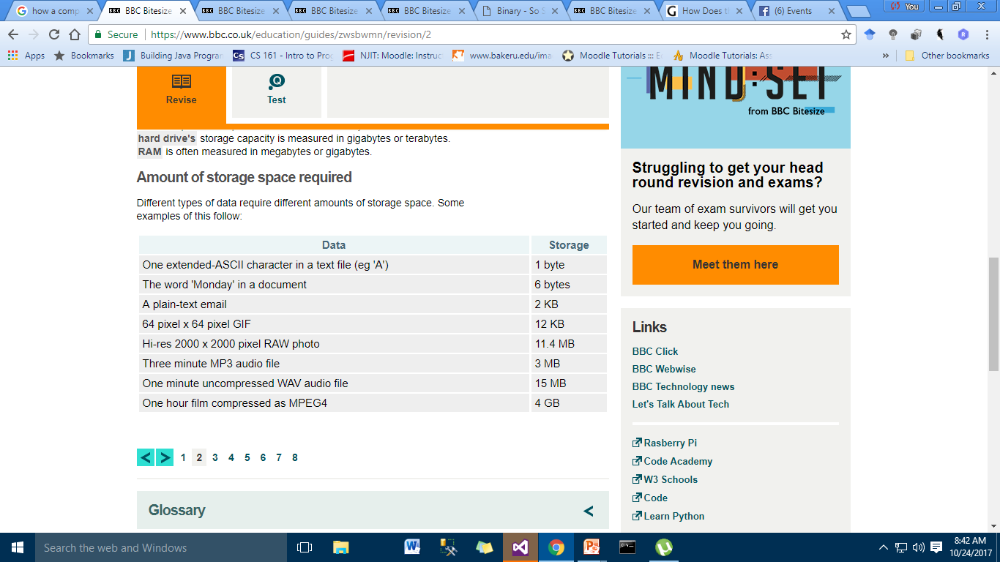 how a comp
BBC Bitesize
BBC Bitesize
BBC Bitesize
BBC Bitesize
Binary - So S
BBC Bitesize
How Does t
(6) Events
You
Secure https://www.bbc.co.uk/education/guides/zwsbwmn/revision/2
Apps Bookmarks Building Java Program CS 161 - Intro to Pro NJIT: Moodle: Instruc www.bakeru.edu/ima Moodle Tutorials ::: E Moodle Tutorials: Ass » Other bookmarks
Revise
Test
hard drive's storage capacity is measured in gigabytes or terabytes.
RAM is often measured in megabytes or gigabytes.
Amount of storage space required
Different types of data require different amounts of storage space. Some
examples of this follow:
Data Storage
One extended-ASCII character in a text file (eg 'A') 1 byte
The word 'Monday' in a document 6 bytes
A plain-text email 2 KB
64 pixel x 64 pixel GIF 12 KB
Hi-res 2000 x 2000 pixel RAW photo 11.4 MB
Three minute MP3 audio file 3 MB
One minute uncompressed WAV audio file 15 MB
One hour film compressed as MPEG4 4 GB
< > 1 2 3 4 5 6 7 8
Glossary <
MIND·SET
from BBC Bitesize
Struggling to get your head
round revision and exams?
Our team of exam survivors will get you
started and keep you going.
Meet them here
Links
BBC Click
BBC Webwise
BBC Technology news
Let's Talk About Tech
Rasberry Pi
Code Academy
W3 Schools
Code
Learn Python
Search the web and Windows
8:42 AM
10/24/2017